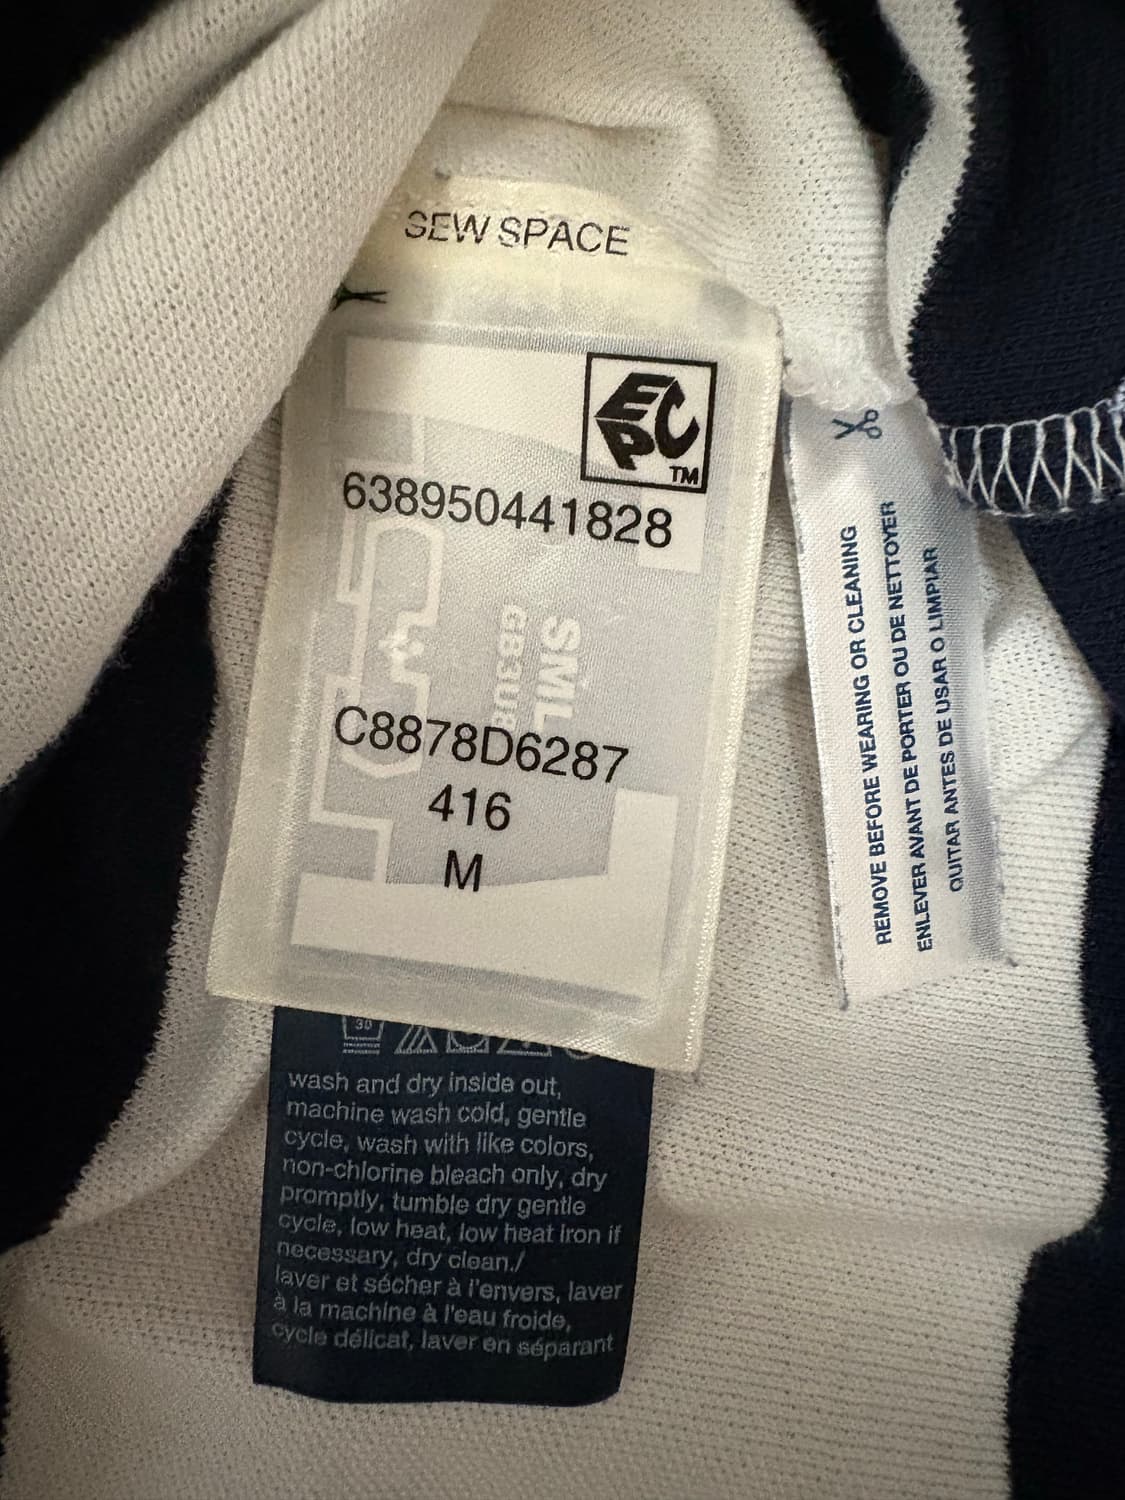 SEW SPACE
EPC
TM
638950441828
SML
GB3U8
C8878D6287
416
M
REMOVE BEFORE WEARING OR CLEANING
ENLEVER AVANT DE PORTER OU DE NETTOYER
QUITAR ANTES DE USAR O LIMPIAR
30
wash and dry inside out,
machine wash cold, gentle
cycle, wash with like colors,
non-chlorine bleach only, dry
promptly, tumble dry gentle
cycle, low heat, low heat iron if
necessary, dry clean./
laver et sécher à l'envers, laver
à la machine à l'eau froide,
cycle délicat, laver en séparant